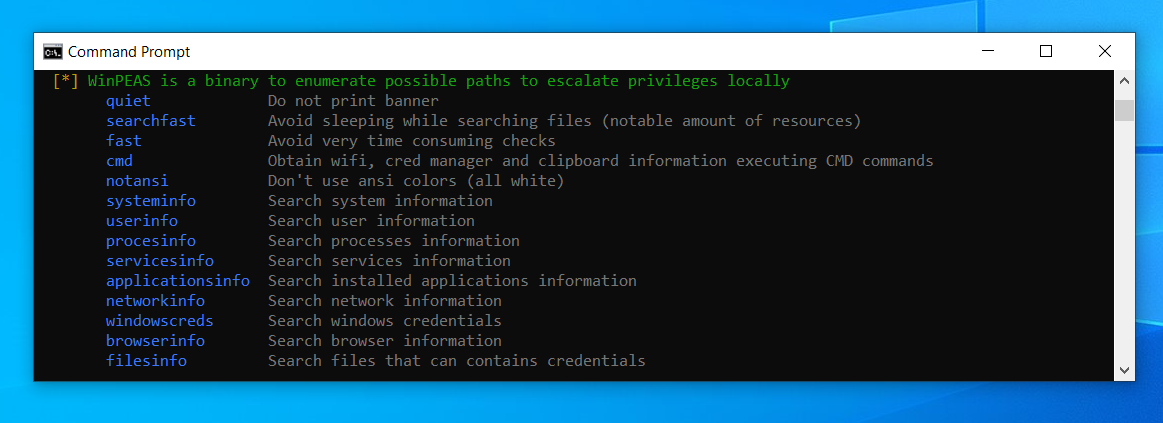 Command Prompt
[*] WinPEAS is a binary to enumerate possible paths to escalate privileges locally
quiet Do not print banner
searchfast Avoid sleeping while searching files (notable amount of resources)
fast Avoid very time consuming checks
cmd Obtain wifi, cred manager and clipboard information executing CMD commands
notansi Don't use ansi colors (all white)
systeminfo Search system information
userinfo Search user information
procesinfo Search processes information
servicesinfo Search services information
applicationsinfo Search installed applications information
networkinfo Search network information
windowscreds Search windows credentials
browserinfo Search browser information
filesinfo Search files that can contains credentials